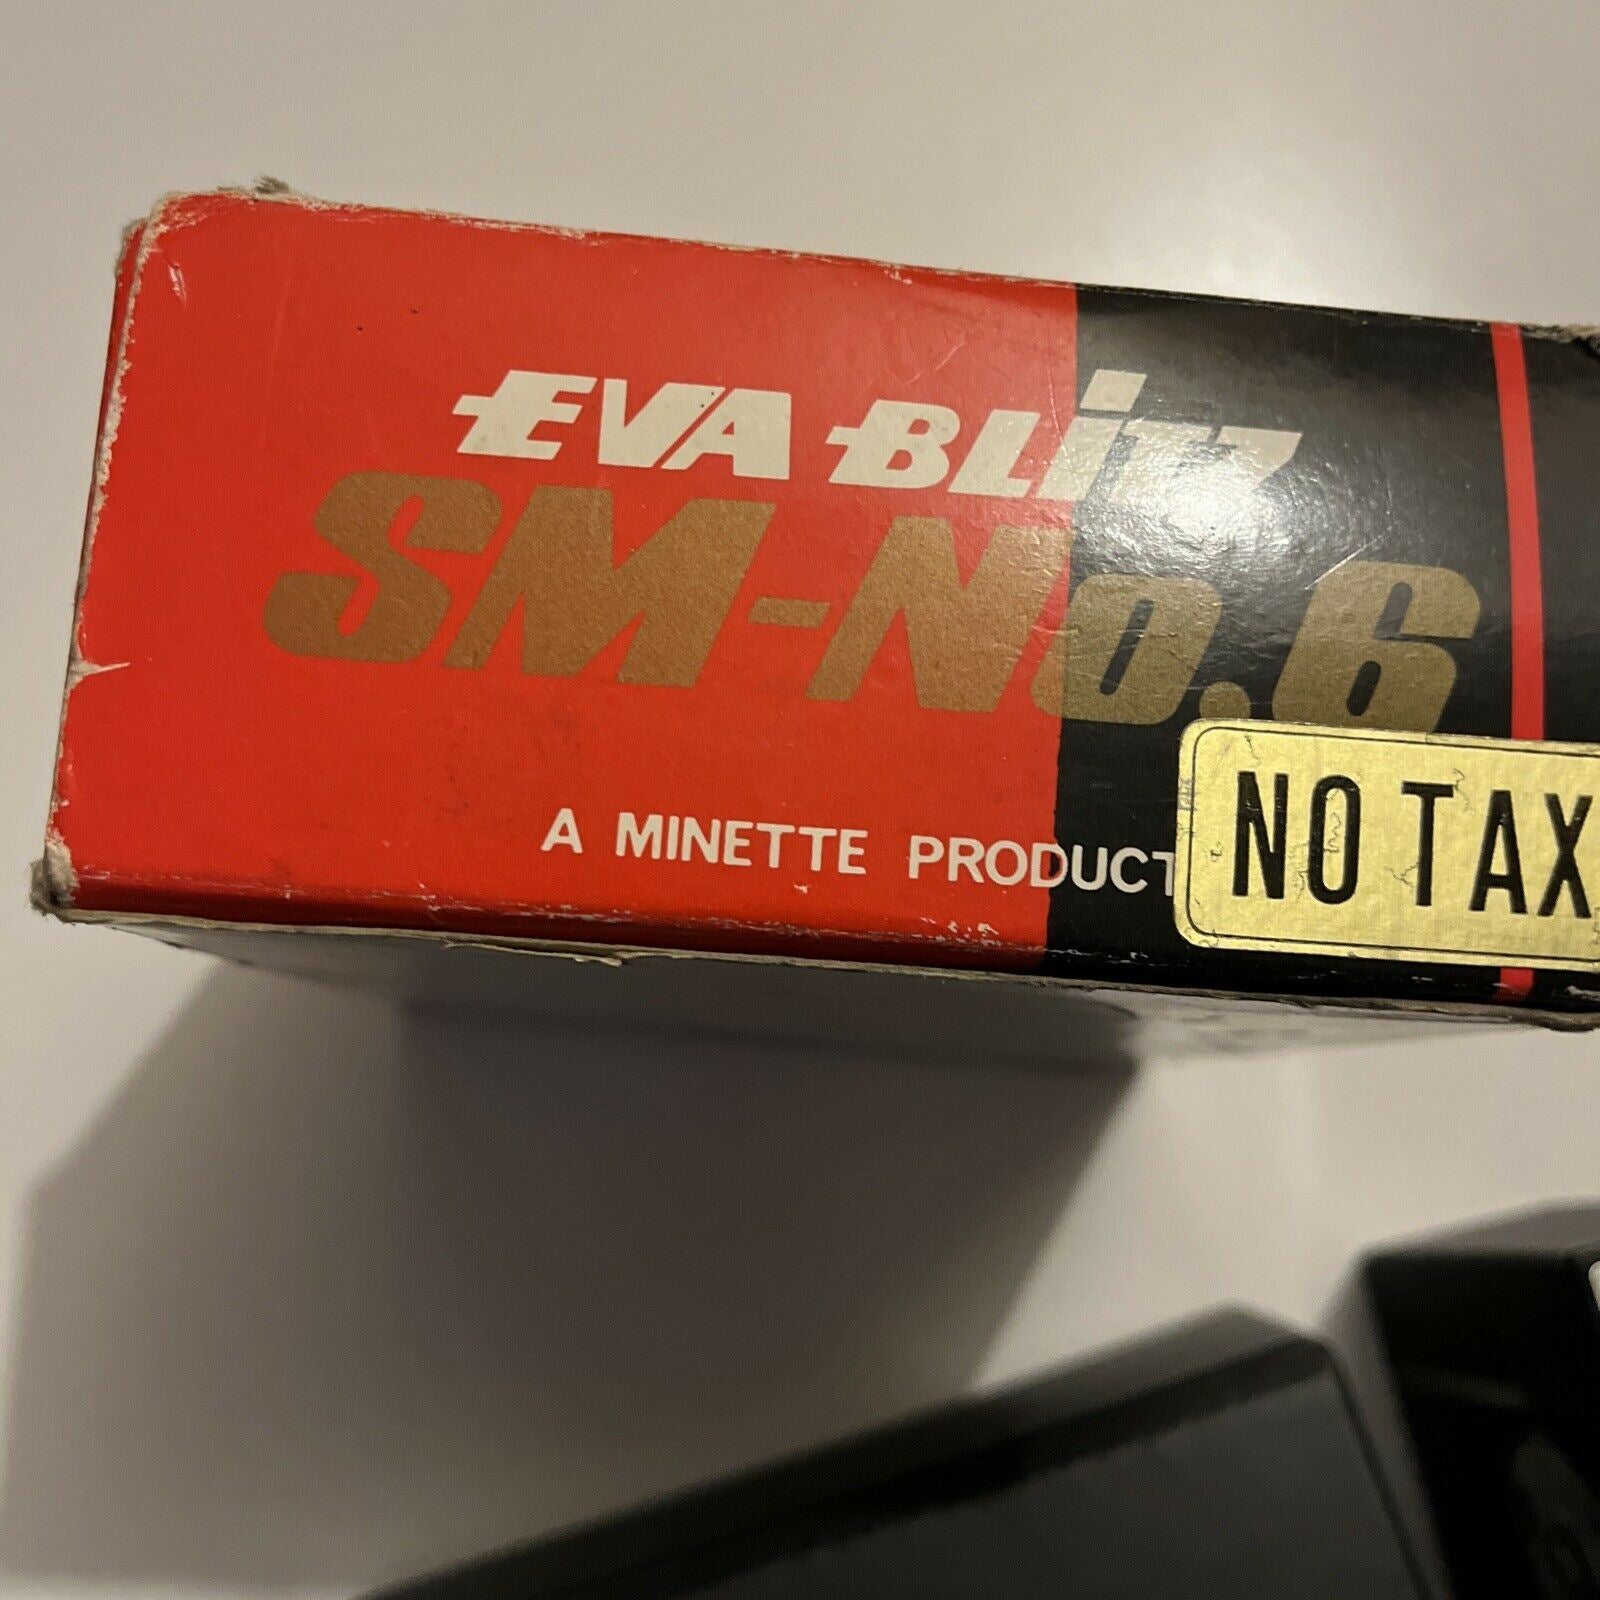 EVA BLiTZ
SM-No.6
A MINETTE PRODUCT
NO TAX